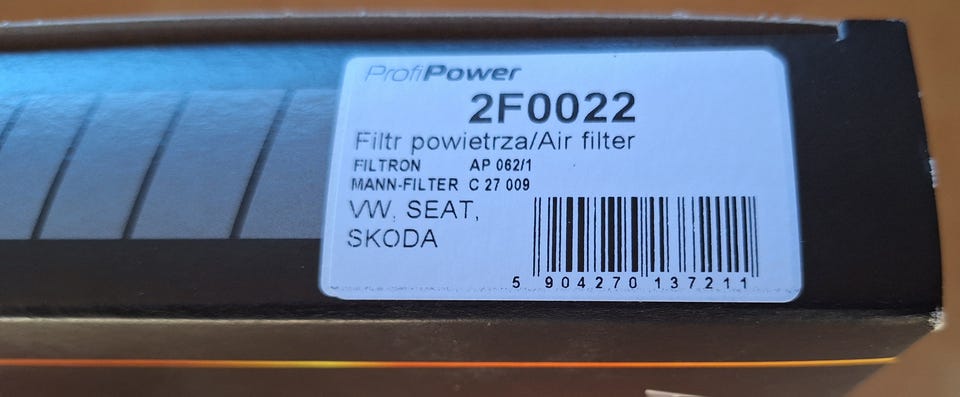 ProfiPower
2F0022
Filtr powietrza/Air filter
FILTRON AP 062/1
MANN-FILTER C 27 009
VW, SEAT,
SKODA
5 904270 137211